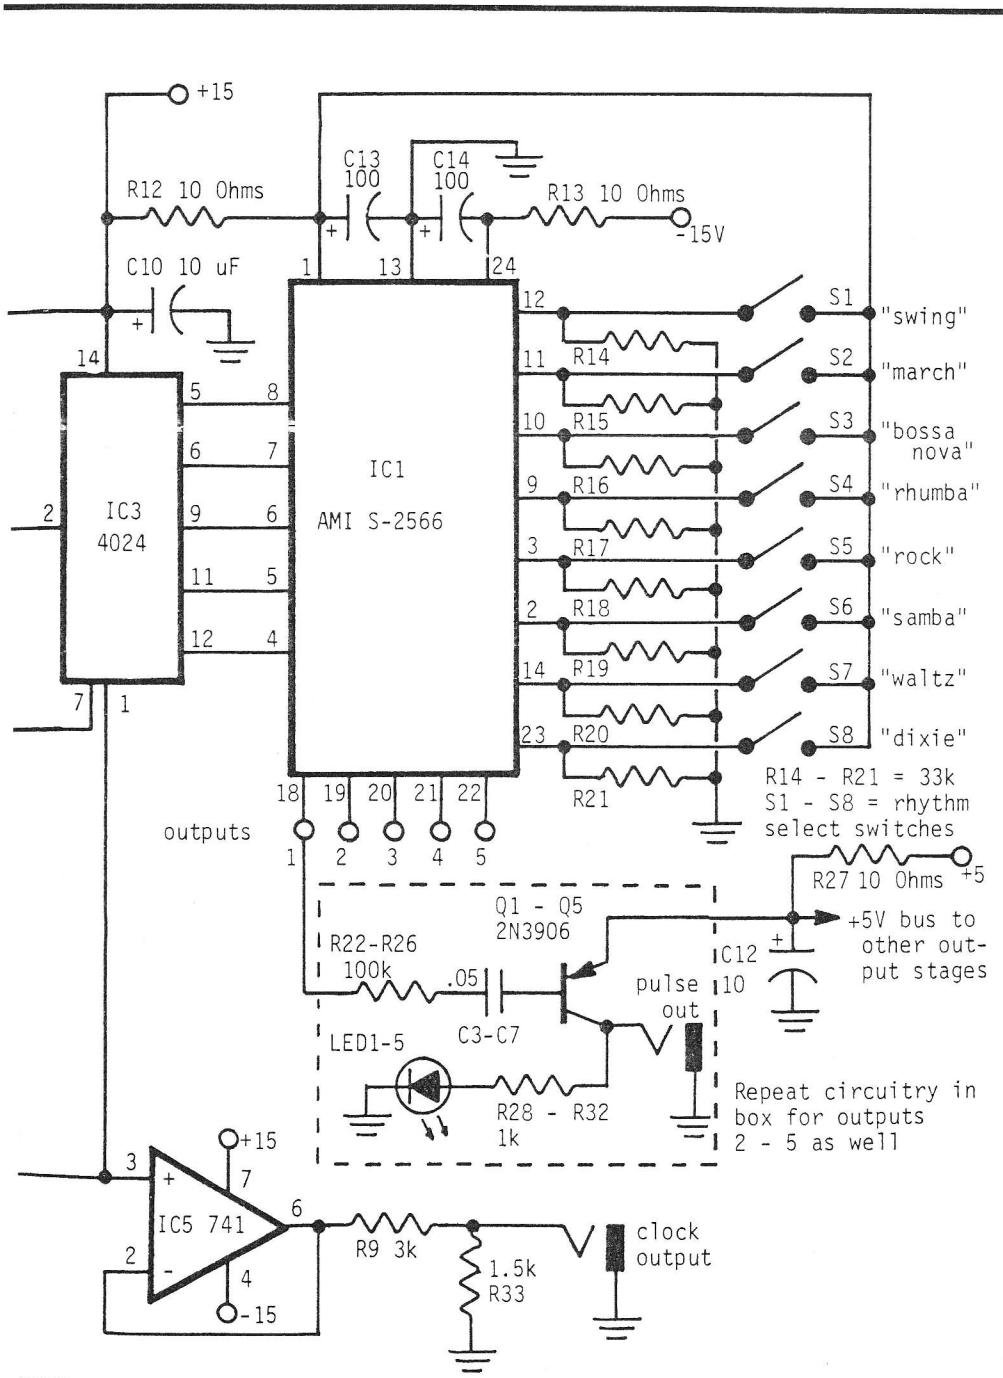 +15
C13
100
C14
100
R12 10 Ohms
R13 10 Ohms
+
+
-15V
C10 10 uF
+
1
13
24
14
12
S1
"swing"
R14
11
S2
"march"
R15
10
S3
"bossa
nova"
R16
9
S4
"rhumba"
R17
3
S5
"rock"
R18
2
S6
"samba"
R19
14
S7
"waltz"
R20
23
S8
"dixie"
R21
5
8
6
7
2
9
6
11
5
12
4
7
1
IC3
4024
IC1
AMI S-2566
R14 - R21 = 33k
S1 - S8 = rhythm
select switches
18
19
20
21
22
outputs
1
2
3
4
5
R27 10 Ohms
+5
Q1 - Q5
2N3906
+5V bus to
other out-
put stages
+
C12
10
R22-R26
100k
.05
C3-C7
pulse
out
LED1-5
R28 - R32
1k
Repeat circuitry in
box for outputs
2 - 5 as well
+15
3
+
7
IC5 741
6
2
-
4
-15
R9 3k
1.5k
R33
clock
output